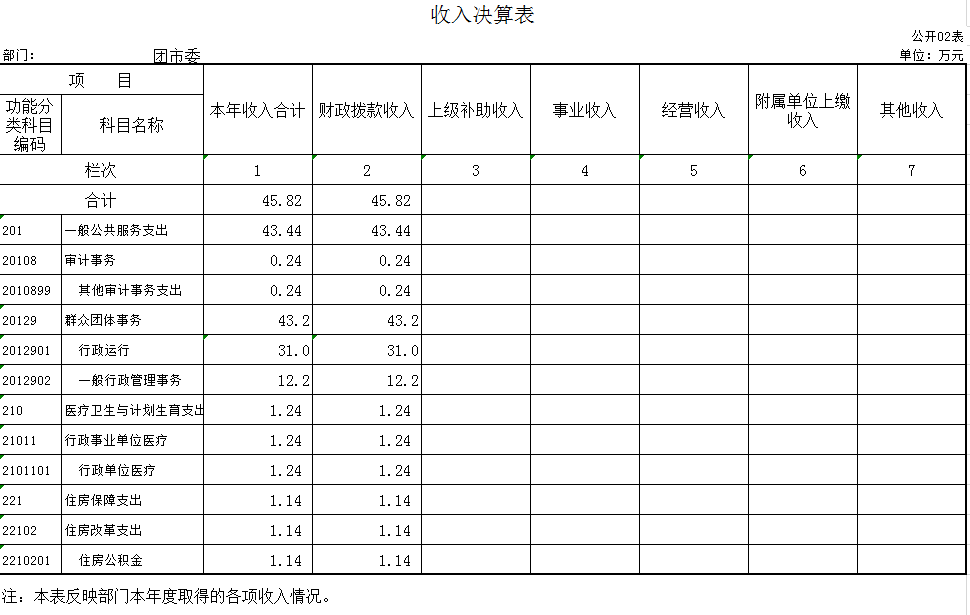 收入决算表
公开02表
部门： 团市委 单位：万元
项 目 本年收入合计 财政拨款收入 上级补助收入 事业收入 经营收入 附属单位上缴收入 其他收入
功能分类科目编码 科目名称
栏次 1 2 3 4 5 6 7
合计 45.82 45.82
201 一般公共服务支出 43.44 43.44
20108 审计事务 0.24 0.24
2010899 其他审计事务支出 0.24 0.24
20129 群众团体事务 43.2 43.2
2012901 行政运行 31.0 31.0
2012902 一般行政管理事务 12.2 12.2
210 医疗卫生与计划生育支出 1.24 1.24
21011 行政事业单位医疗 1.24 1.24
2101101 行政单位医疗 1.24 1.24
221 住房保障支出 1.14 1.14
22102 住房改革支出 1.14 1.14
2210201 住房公积金 1.14 1.14
注：本表反映部门本年度取得的各项收入情况。